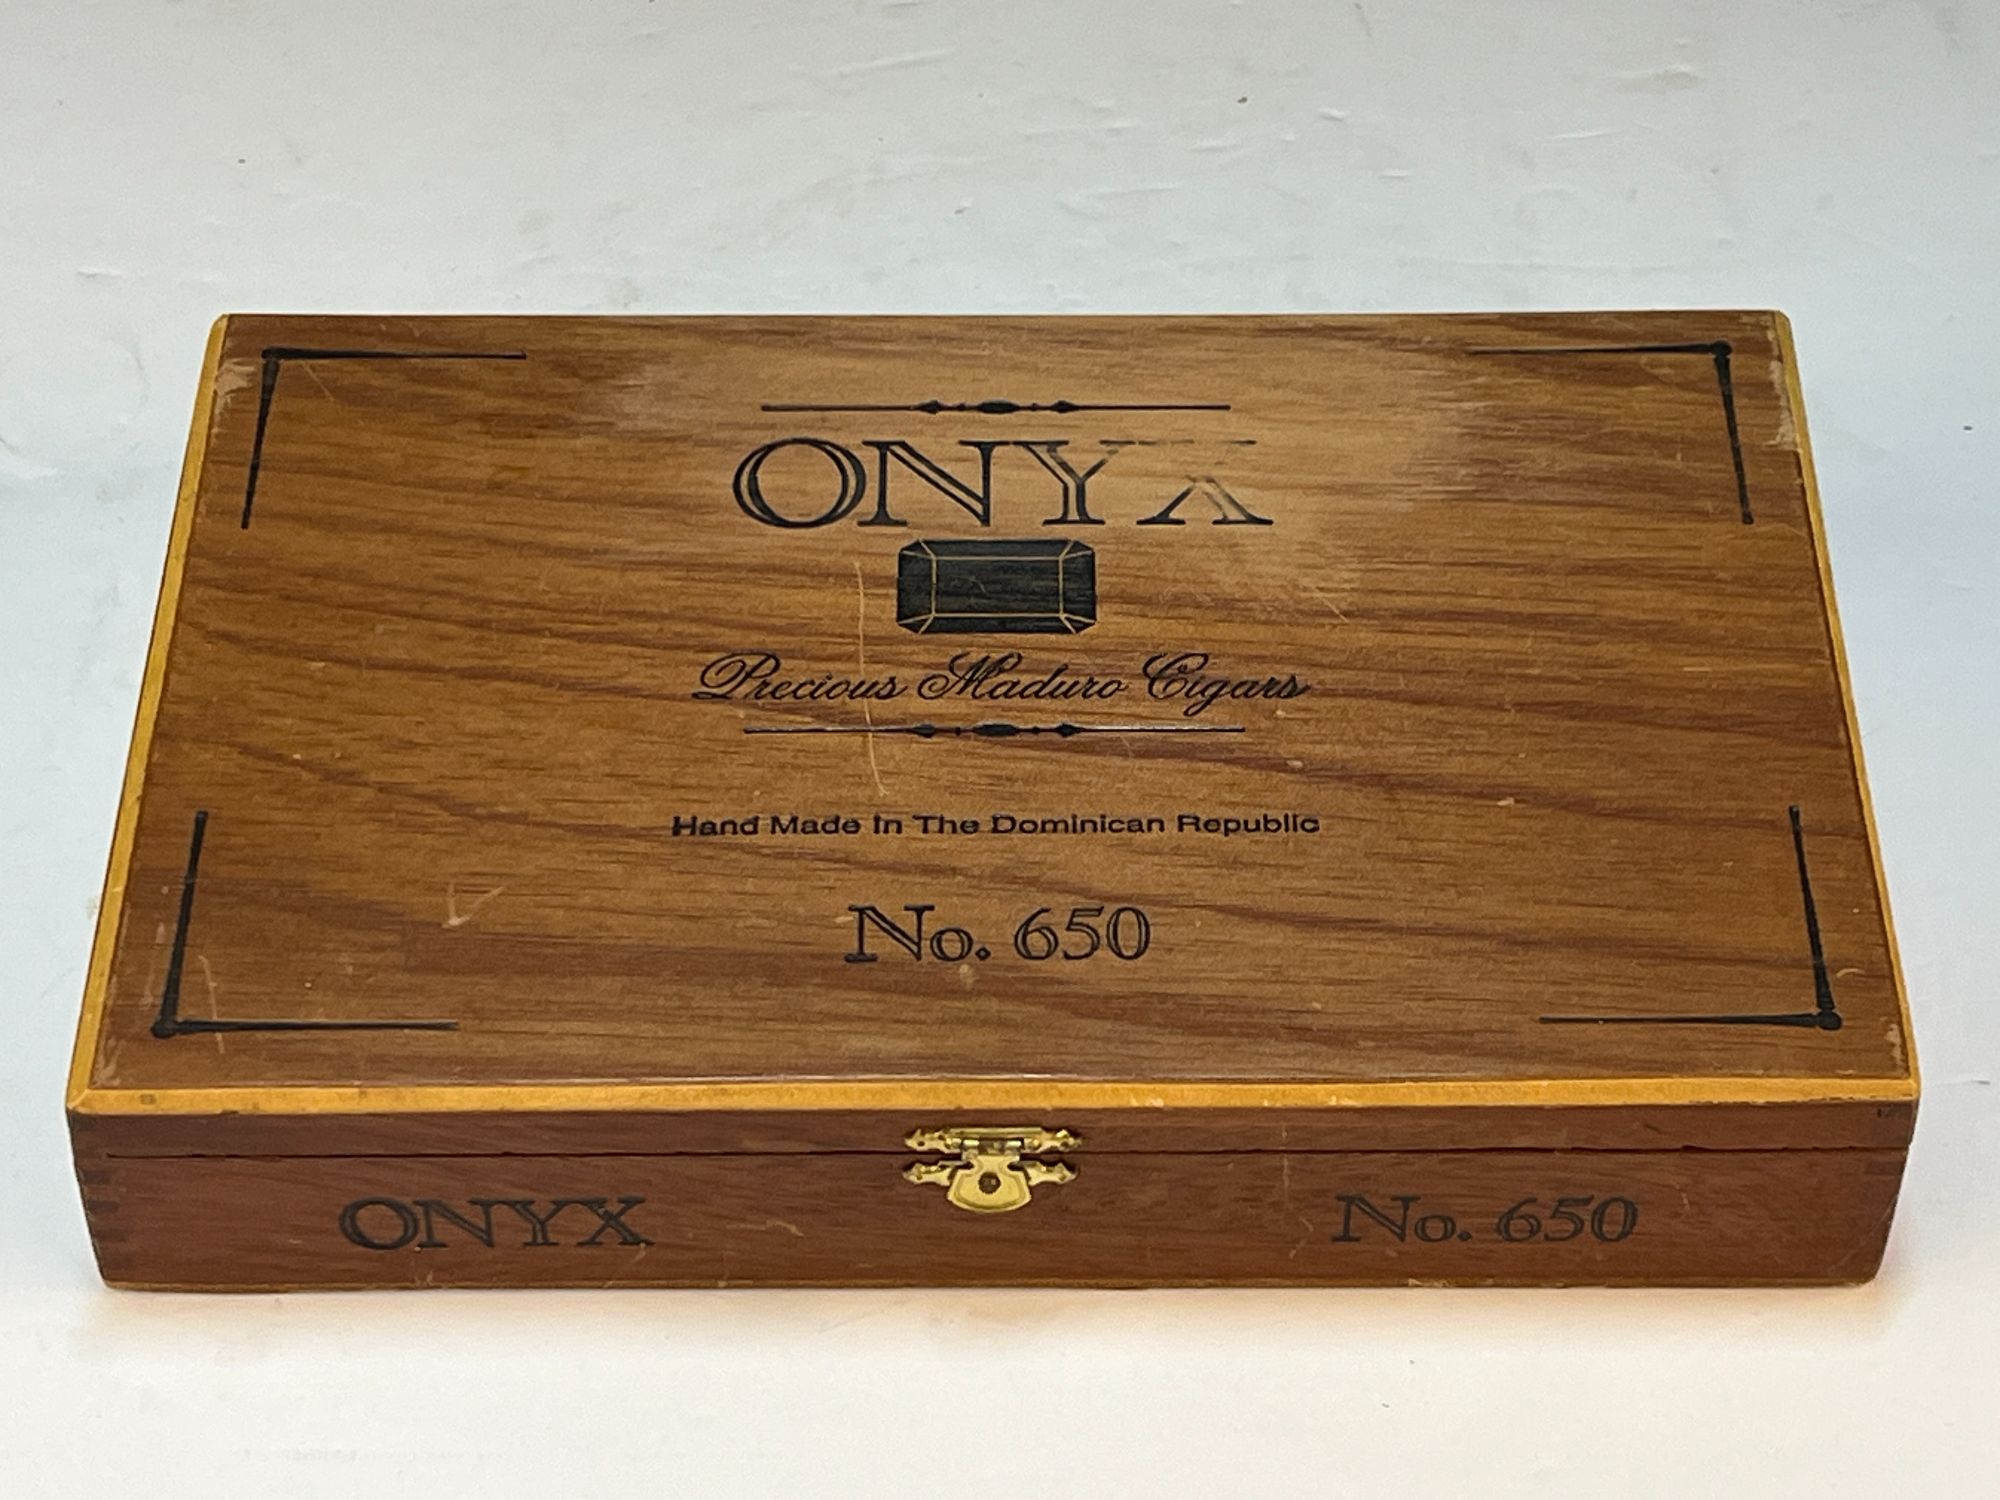 ONYX
Precious Maduro Cigars
Hand Made In The Dominican Republic
No. 650
ONYX
No. 650